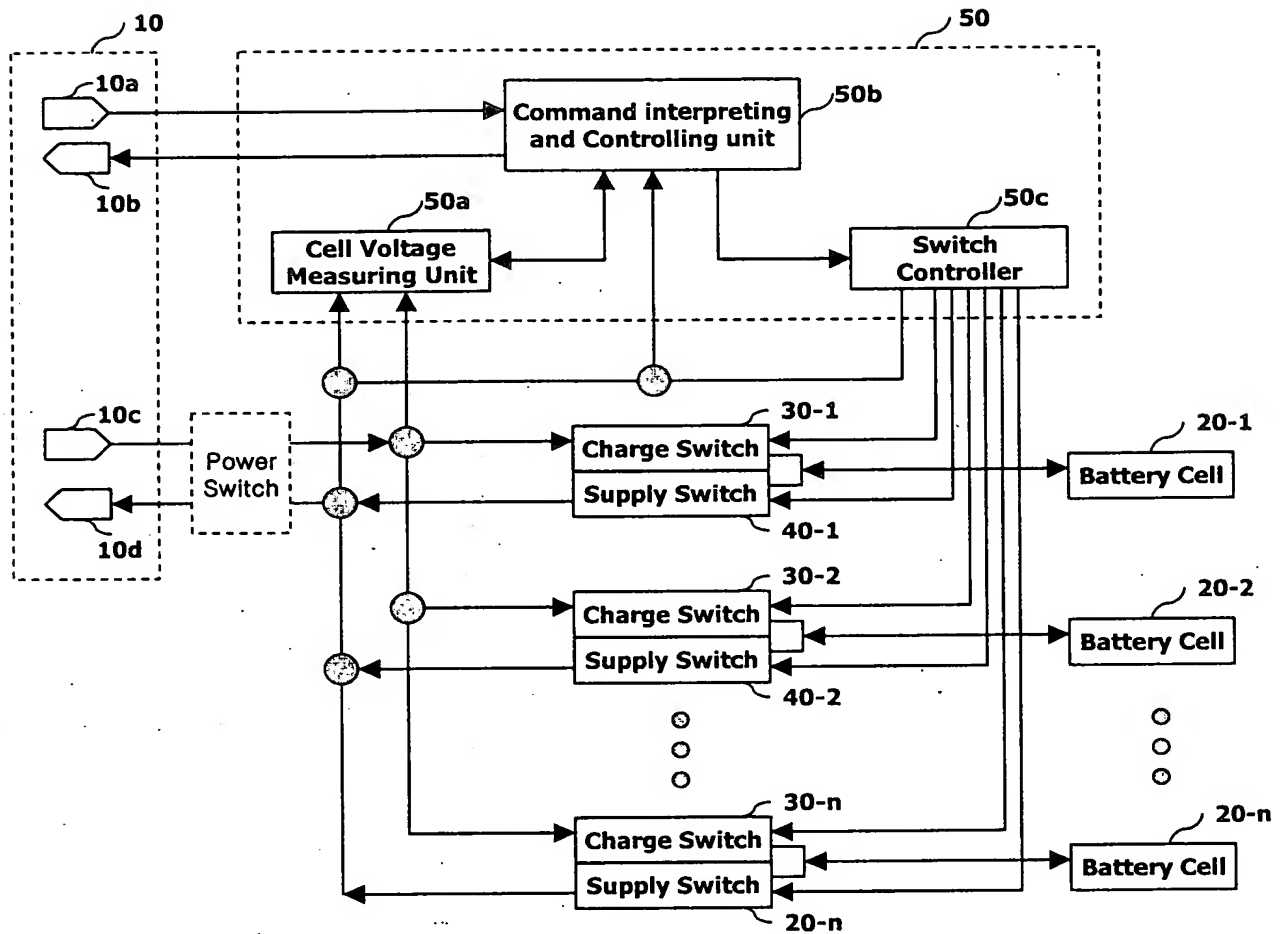 10
50
10a
Command interpreting
and Controlling unit
50b
10b
50a
50c
Cell Voltage
Measuring Unit
Switch
Controller
10c
Power
Switch
10d
30-1
Charge Switch
Supply Switch
40-1
20-1
Battery Cell
30-2
Charge Switch
Supply Switch
40-2
20-2
Battery Cell
30-n
Charge Switch
Supply Switch
20-n
20-n
Battery Cell